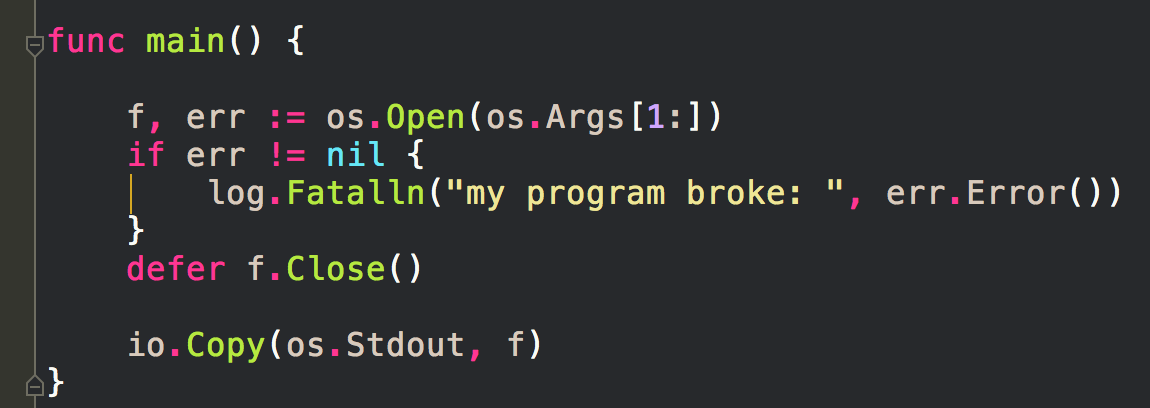 func main() {
f, err := os.Open(os.Args[1:])
if err != nil {
log.Fatalln("my program broke: ", err.Error())
}
defer f.Close()
io.Copy(os.Stdout, f)
}